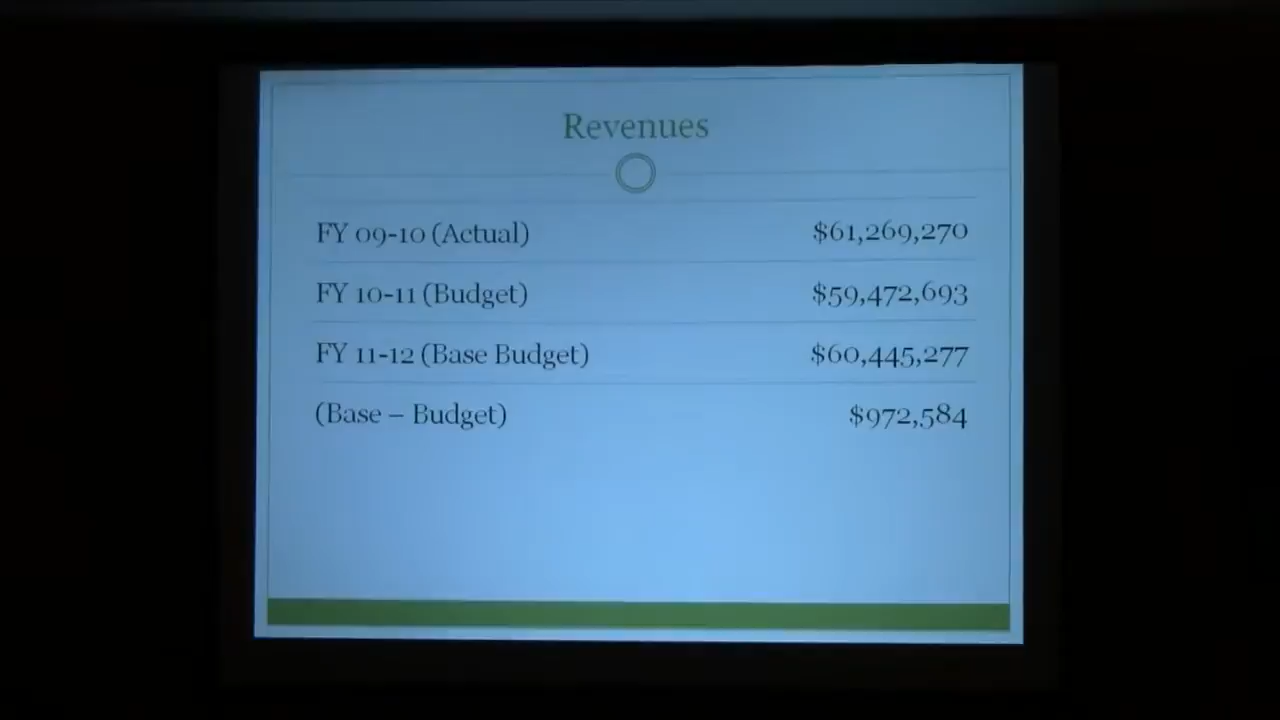 Revenues
FY 09-10 (Actual) $61,269,270
FY 10-11 (Budget) $59,472,693
FY 11-12 (Base Budget) $60,445,277
(Base – Budget) $972,584